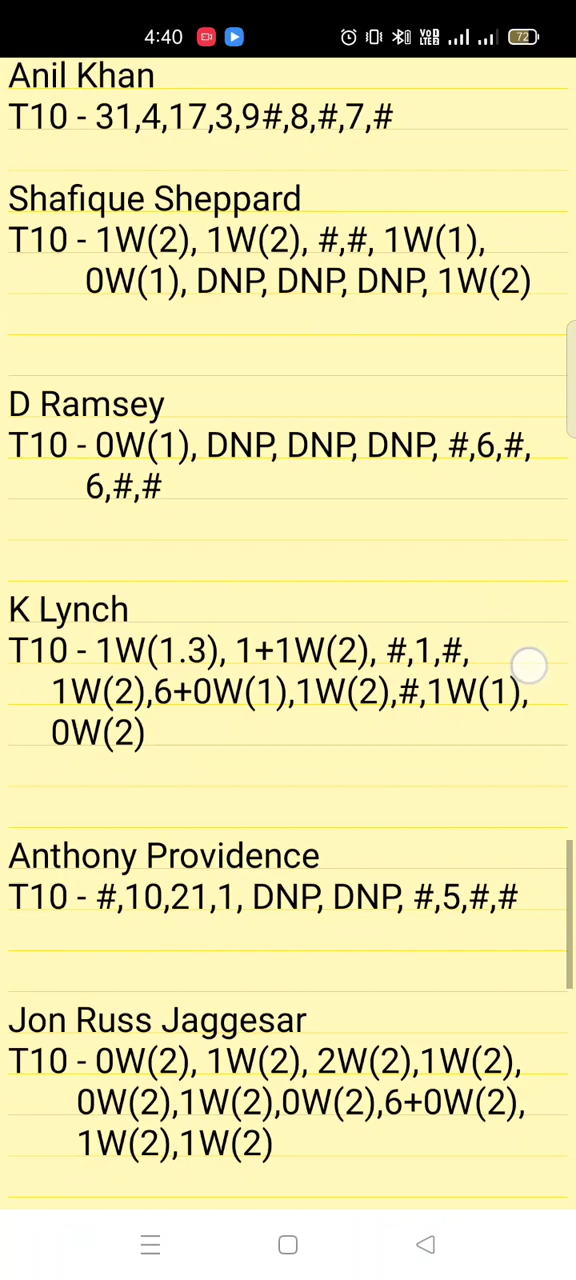 4:40
VoD LTE2
72
Anil Khan
T10 - 31,4,17,3,9#,8,#,7,#
Shafique Sheppard
T10 - 1W(2), 1W(2), #,#, 1W(1),
0W(1), DNP, DNP, DNP, 1W(2)
D Ramsey
T10 - 0W(1), DNP, DNP, DNP, #,6,#,
6,#,#
K Lynch
T10 - 1W(1.3), 1+1W(2), #,1,#,
1W(2),6+0W(1),1W(2),#,1W(1),
0W(2)
Anthony Providence
T10 - #,10,21,1, DNP, DNP, #,5,#,#
Jon Russ Jaggesar
T10 - 0W(2), 1W(2), 2W(2),1W(2),
0W(2),1W(2),0W(2),6+0W(2),
1W(2),1W(2)